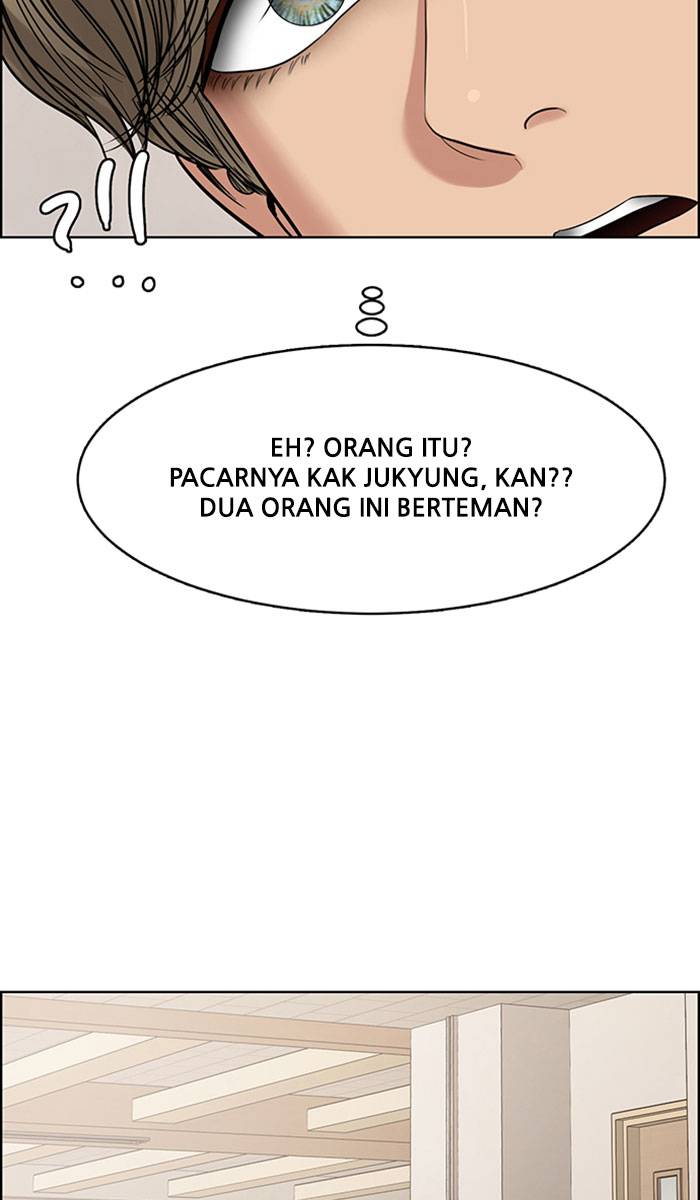 ?!!
...
EH? ORANG ITU?
PACARNYA KAK JUKYUNG, KAN??
DUA ORANG INI BERTEMAN?